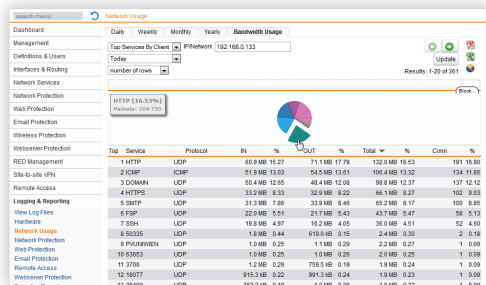 search menu
Network Usage
Dashboard
Management
Definitions & Users
Interfaces & Routing
Network Services
Network Protection
Web Protection
Email Protection
Wireless Protection
Webserver Protection
RED Management
Site-to-site VPN
Remote Access
Logging & Reporting
View Log Files
Hardware
Network Usage
Network Protection
Web Protection
Email Protection
Remote Access
Webserver Protection
Daily Weekly Monthly Yearly Bandwidth Usage
Top Services By Client IP/Network 192.168.0.133
Today Update
number of rows Results: 1-20 of 361
Block...
HTTP (16.53%)
Packets: 204 730
Top Service Protocol IN % OUT % Total % Conn %
1 HTTP UDP 60.9 MB 15.27 71.1 MB 17.78 132.0 MB 16.53 191 16.90
2 ICMP ICMP 51.9 MB 13.03 54.5 MB 13.61 106.4 MB 13.32 134 11.86
3 DOMAIN UDP 50.4 MB 12.65 48.4 MB 12.08 98.8 MB 12.37 137 12.12
4 HTTPS UDP 33.2 MB 8.33 32.9 MB 8.22 66.1 MB 8.27 102 9.03
5 SMTP UDP 31.3 MB 7.86 33.9 MB 8.46 65.2 MB 8.17 100 8.85
6 FSP UDP 22.0 MB 5.51 21.7 MB 5.43 43.7 MB 5.47 58 5.13
7 SSH UDP 19.8 MB 4.97 16.2 MB 4.05 36.0 MB 4.51 52 4.60
8 50335 UDP 1.8 MB 0.44 619.0 kB 0.15 2.4 MB 0.30 2 0.18
9 PVUNIWIEN UDP 1.0 MB 0.25 1.1 MB 0.29 2.2 MB 0.27 1 0.09
10 63653 UDP 1.0 MB 0.25 1.0 MB 0.26 2.0 MB 0.25 1 0.09
11 3700 UDP 1.2 MB 0.29 759.5 kB 0.19 1.9 MB 0.24 1 0.09
12 18077 UDP 915.3 kB 0.22 991.3 kB 0.24 1.9 MB 0.23 1 0.09